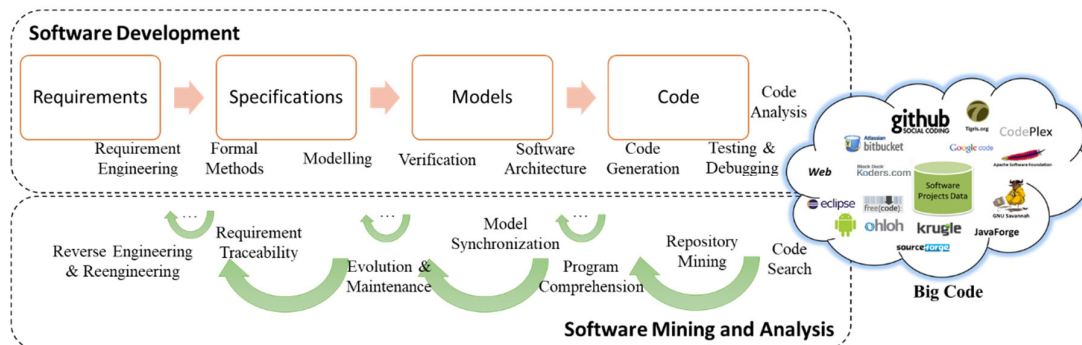 Software Development
Requirements
Specifications
Models
Code
Code
Analysis
Requirement
Engineering
Formal
Methods
Modelling
Verification
Software
Architecture
Code
Generation
Testing &
Debugging
...
...
...
Reverse Engineering
& Reengineering
Requirement
Traceability
Evolution &
Maintenance
Model
Synchronization
Program
Comprehension
Repository
Mining
Code
Search
Software Mining and Analysis
github
SOCIAL CODING
Tigris.org
CodePlex
Atlassian
bitbucket
Google code
Apache Software Foundation
Web
Black Duck
Koders.com
Software
Projects Data
eclipse
free(code):
GNU Savannah
ohloh
krugle
JavaForge
sourceforge
Big Code